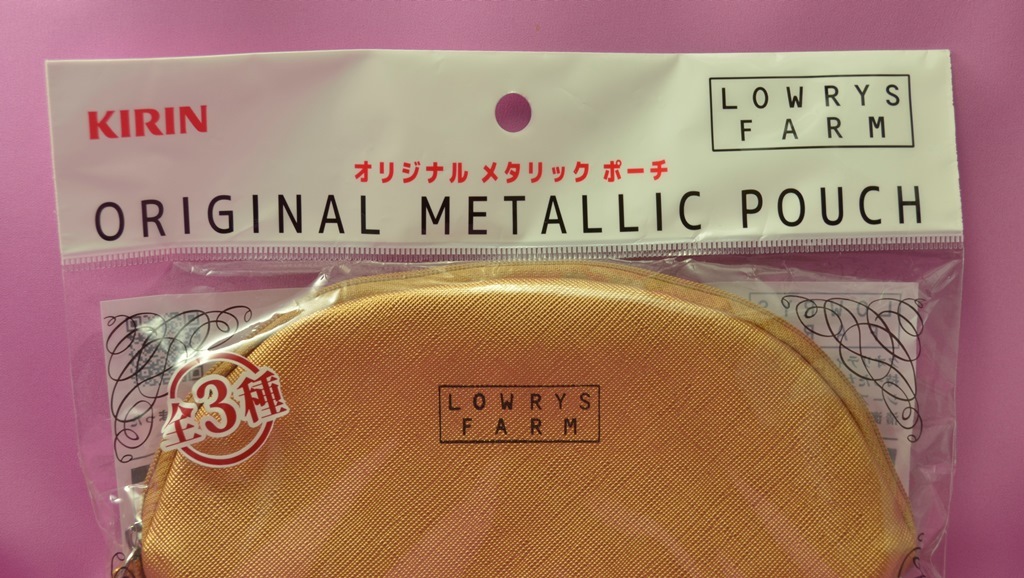 KIRIN
LOWRYS
FARM
オリジナル メタリック ポーチ
ORIGINAL METALLIC POUCH
全3種
LOWRYS
FARM